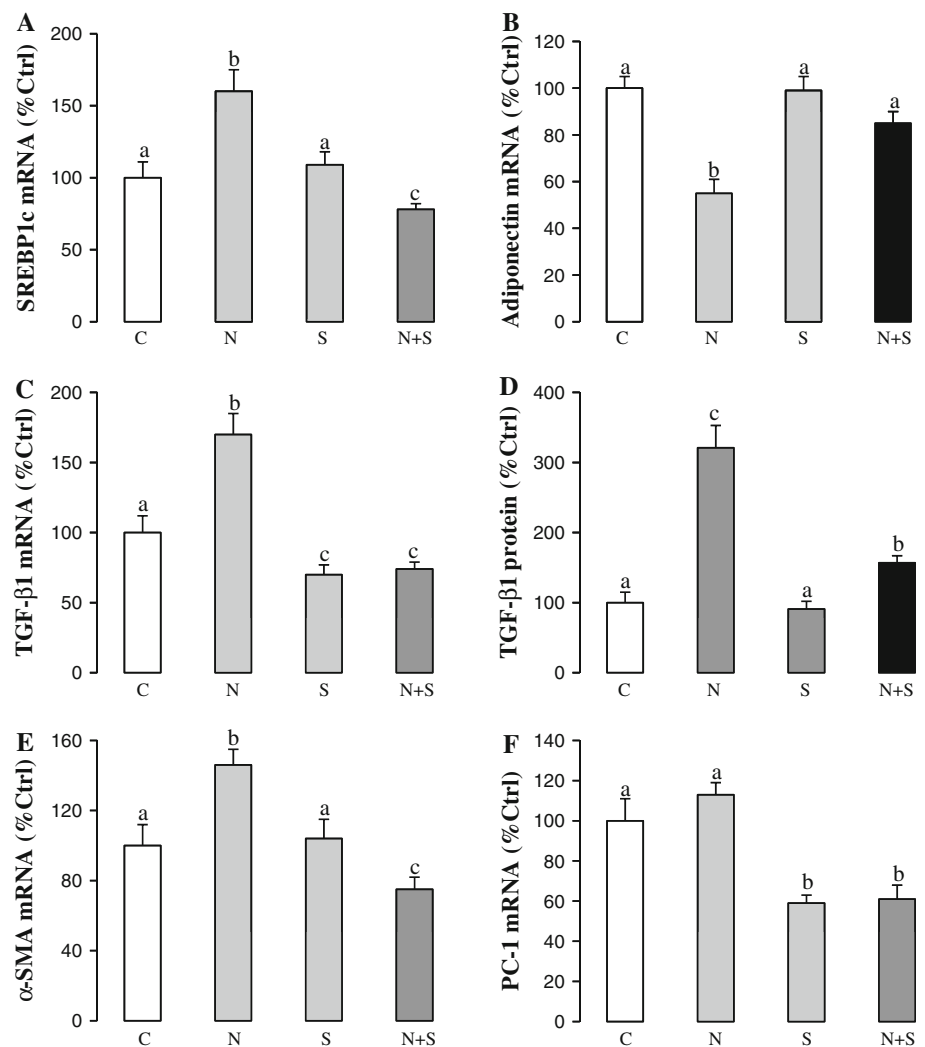 A
SREBP1c mRNA (%Ctrl)
200
150
100
50
0
a
b
a
c
C N S N+S
B
Adiponectin mRNA (%Ctrl)
120
100
80
60
40
20
0
a
b
a
a
C N S N+S
C
TGF-β1 mRNA (%Ctrl)
200
150
100
50
0
a
b
c
c
C N S N+S
D
TGF-β1 protein (%Ctrl)
400
300
200
100
0
a
c
a
b
C N S N+S
E
α-SMA mRNA (%Ctrl)
160
120
80
40
0
a
b
a
c
C N S N+S
F
PC-1 mRNA (%Ctrl)
140
120
100
80
60
40
20
0
a
a
b
b
C N S N+S